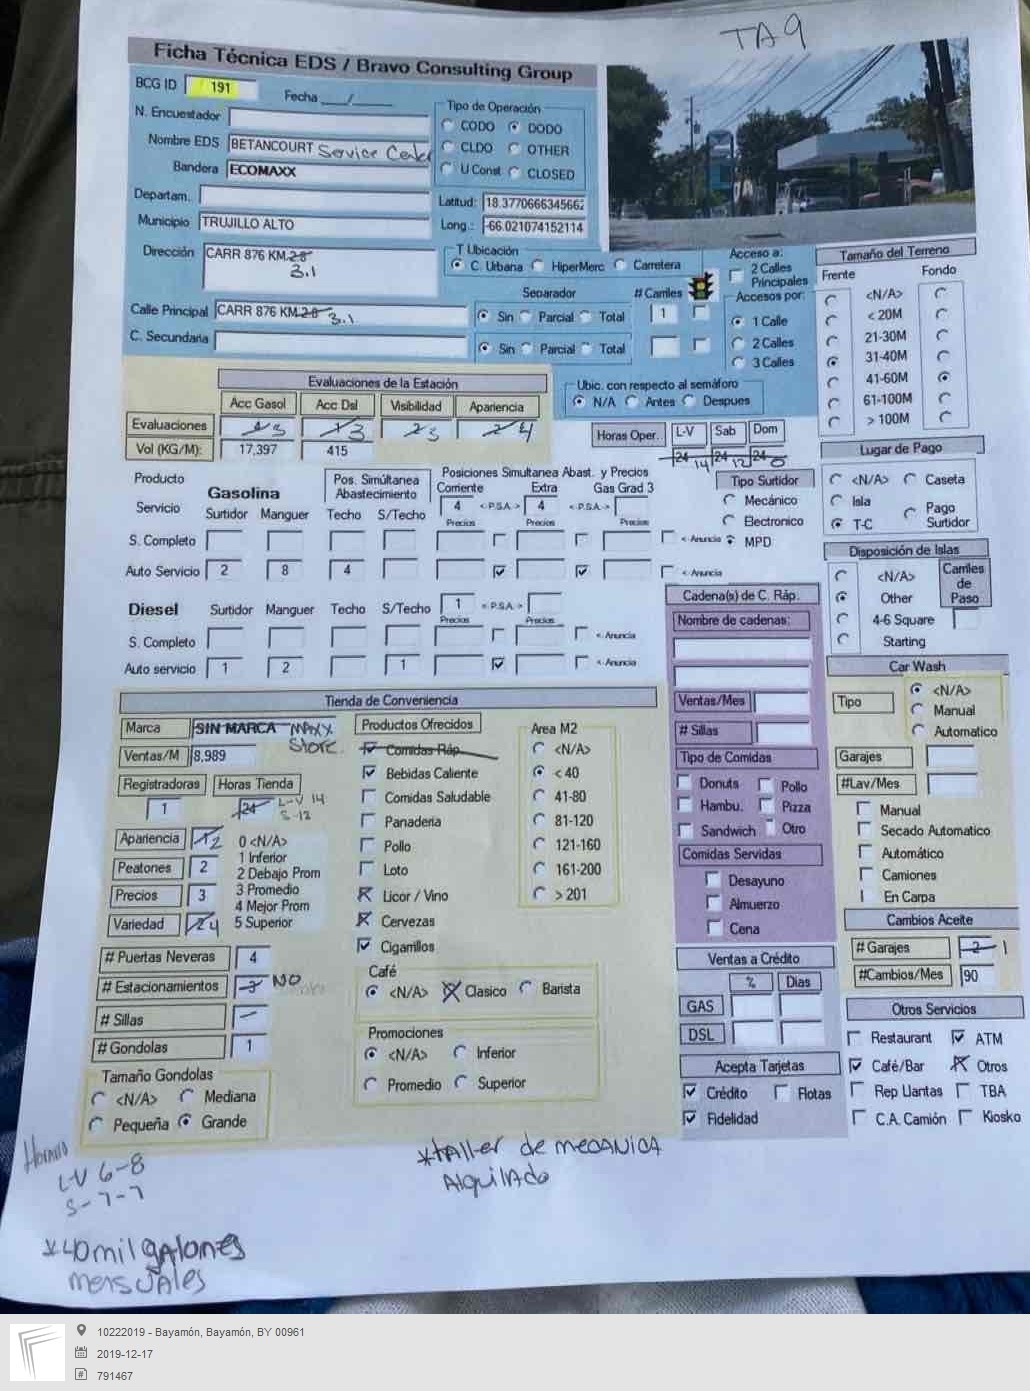 TA9
Ficha Técnica EDS / Bravo Consulting Group
BCG ID 191
Fecha __/____
N. Encuestador
Nombre EDS BETANCOURT Service Center
Bandera ECOMAXX
Departam..
Municipio TRUJILLO ALTO
Dirección CARR 876 KM.2.8
3.1
Calle Principal CARR 876 KM 2.8 3.1
C. Secundaria
Tipo de Operación
CODO DODO
CLDO OTHER
U Const CLOSED
Latitud: 18.3770666345662
Long.: -66.021074152114
T Ubicación
C. Urbana HiperMerc Carretera
Separador # Carriles
Sin Parcial Total 1
Sin Parcial Total
Acceso a:
2 Calles
Principales
Accesos por:
1 Calle
2 Calles
3 Calles
Ubic. con respecto al semáforo
N/A Antes Despues
Tamaño del Terreno
Frente Fondo
<N/A>
< 20M
21-30M
31-40M
41-60M
61-100M
> 100M
Evaluaciones de la Estación
Acc Gasol Acc Dsl Visibilidad Apariencia
Evaluaciones 3 3 2 3 2 4
Vol (KG/M): 17,397 415
Horas Oper. L-V Sab Dom
24 14 24 12 24 0
Lugar de Pago
<N/A> Caseta
Isla Pago
T-C Surtidor
Producto
Servicio
Gasolina
Surtidor Manguer
Pos. Simúltanea
Abastecimiento
Techo S/Techo
Posiciones Simultanea Abast. y Precios
Corriente Extra Gas Grad 3
4 <-P.S.A.-> 4 <-P.S.A.->
Precios Precios Precios
S. Completo <- Anuncia
Auto Servicio 2 8 4 <- Anuncia
Tipo Surtidor
Mecánico
Electronico
MPD
Disposición de Islas
<N/A>
Other
4-6 Square
Starting
Carriles
de
Paso
Diesel Surtidor Manguer Techo S/Techo 1 <-P.S.A.->
Precios Precios
S. Completo <- Anuncia
Auto servicio 1 2 1 <- Anuncia
Cadena(s) de C. Ráp.
Nombre de cadenas:
Ventas/Mes
# Sillas
Tipo de Comidas
Donuts Pollo
Hambu. Pizza
Sandwich Otro
Comidas Servidas
Desayuno
Almuerzo
Cena
Car Wash
Tipo <N/A>
Manual
Automatico
Garajes
#Lav/Mes
Manual
Secado Automatico
Automático
Camiones
En Carpa
Cambios Aceite
# Garajes 2 1
#Cambios/Mes 90
Tienda de Conveniencia
Marca SIN MARCA MAXX
Store
Ventas/M 8,989
Registradoras Horas Tienda
1 24 L-V 14
S-12
Apariencia 2
Peatones 2
Precios 3
Variedad 2 4
0 <N/A>
1 Inferior
2 Debajo Prom
3 Promedio
4 Mejor Prom
5 Superior
# Puertas Neveras 4
# Estacionamientos NO
# Sillas —
# Gondolas 1
Tamaño Gondolas
<N/A> Mediana
Pequeña Grande
Productos Ofrecidos
Comidas Ráp.
Bebidas Caliente
Comidas Saludable
Panaderia
Pollo
Loto
Licor / Vino
Cervezas
Cigarrillos
Area M2
<N/A>
< 40
41-80
81-120
121-160
161-200
> 201
Café
<N/A> Clasico Barista
Promociones
<N/A> Inferior
Promedio Superior
Ventas a Crédito
% Dias
GAS
DSL
Acepta Tarjetas
Crédito Flotas
Fidelidad
Otros Servicios
Restaurant ATM
Café/Bar Otros
Rep Llantas TBA
C.A. Camión Kiosko
Horario
L-V 6-8
S-7-7
*taller de mecanica
Alquilado
*40mil galones
mensuales
10222019 - Bayamón, Bayamón, BY 00961
2019-12-17
791467